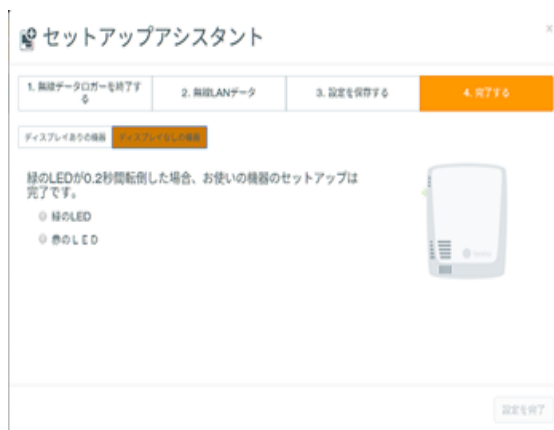 セットアップアシスタント
×
1. 無線データロガーを終了す
る
2. 無線LANデータ
3. 設定を保存する
4. 完了する
ディスプレイありの機器
ディスプレイなしの機器
緑のLEDが0.2秒間転倒した場合、お使いの機器のセットアップは
完了です。
緑のLED
赤のLED
設定を完了